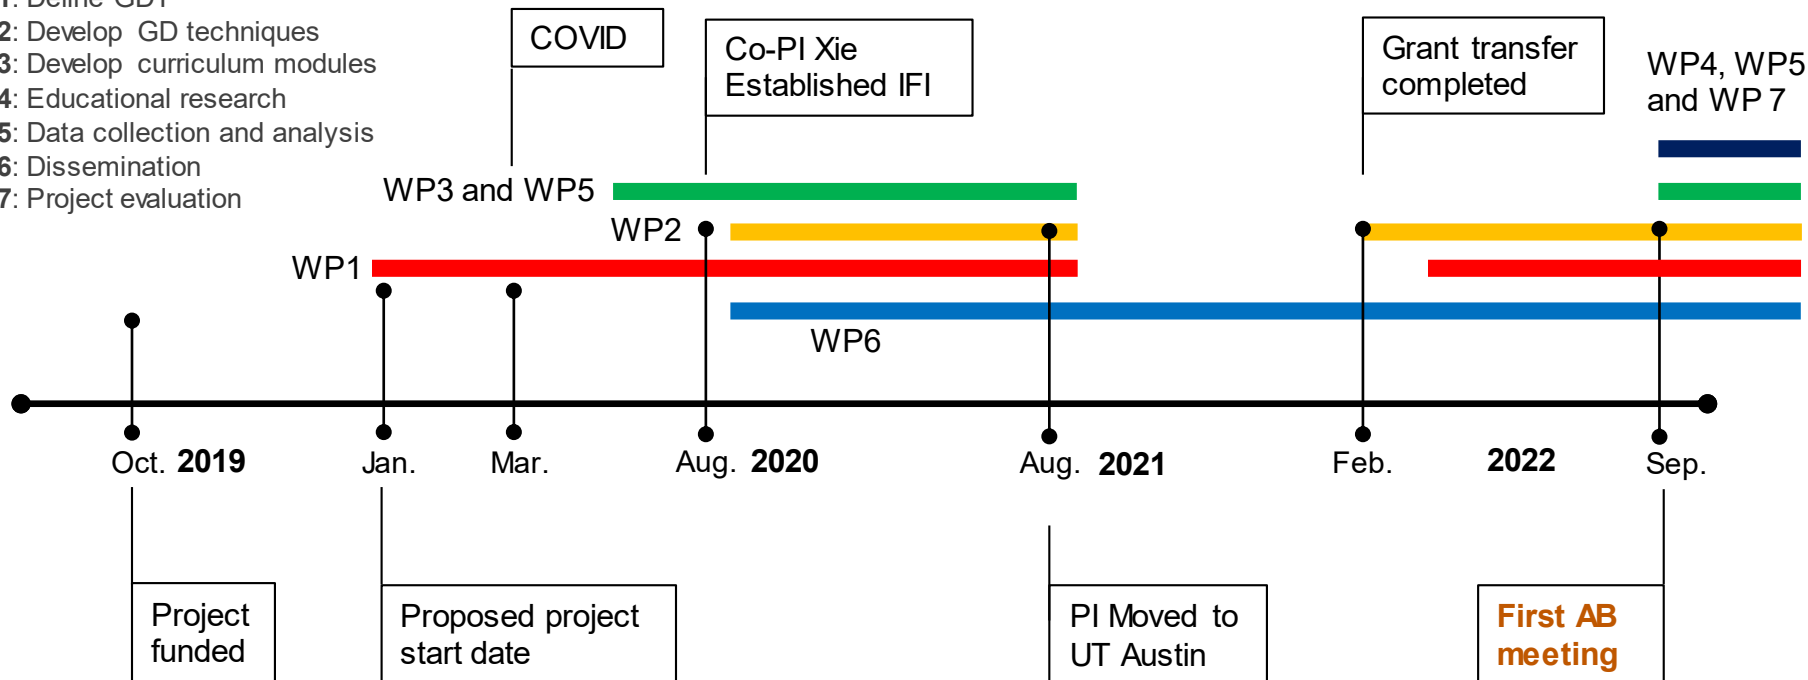 1: Define GDT
2: Develop GD techniques
3: Develop curriculum modules
4: Educational research
5: Data collection and analysis
6: Dissemination
7: Project evaluation
COVID
Co-PI Xie
Established IFI
Grant transfer
completed
WP4, WP5
and WP 7
WP3 and WP5
WP2
WP1
WP6
Oct. 2019
Jan.
Mar.
Aug. 2020
Aug. 2021
Feb.
2022
Sep.
Project
funded
Proposed project
start date
PI Moved to
UT Austin
First AB
meeting